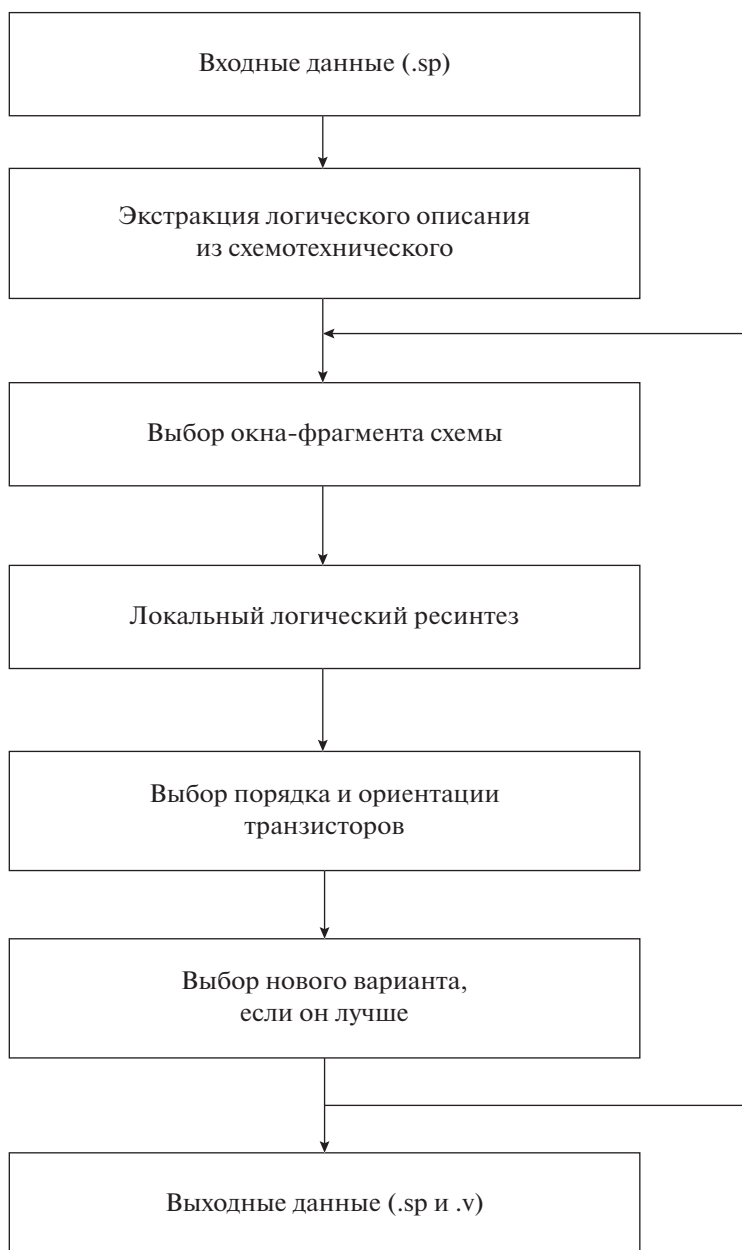 Входные данные (.sp)
Экстракция логического описания
из схемотехнического
Выбор окна-фрагмента схемы
Локальный логический ресинтез
Выбор порядка и ориентации
транзисторов
Выбор нового варианта,
если он лучше
Выходные данные (.sp и .v)